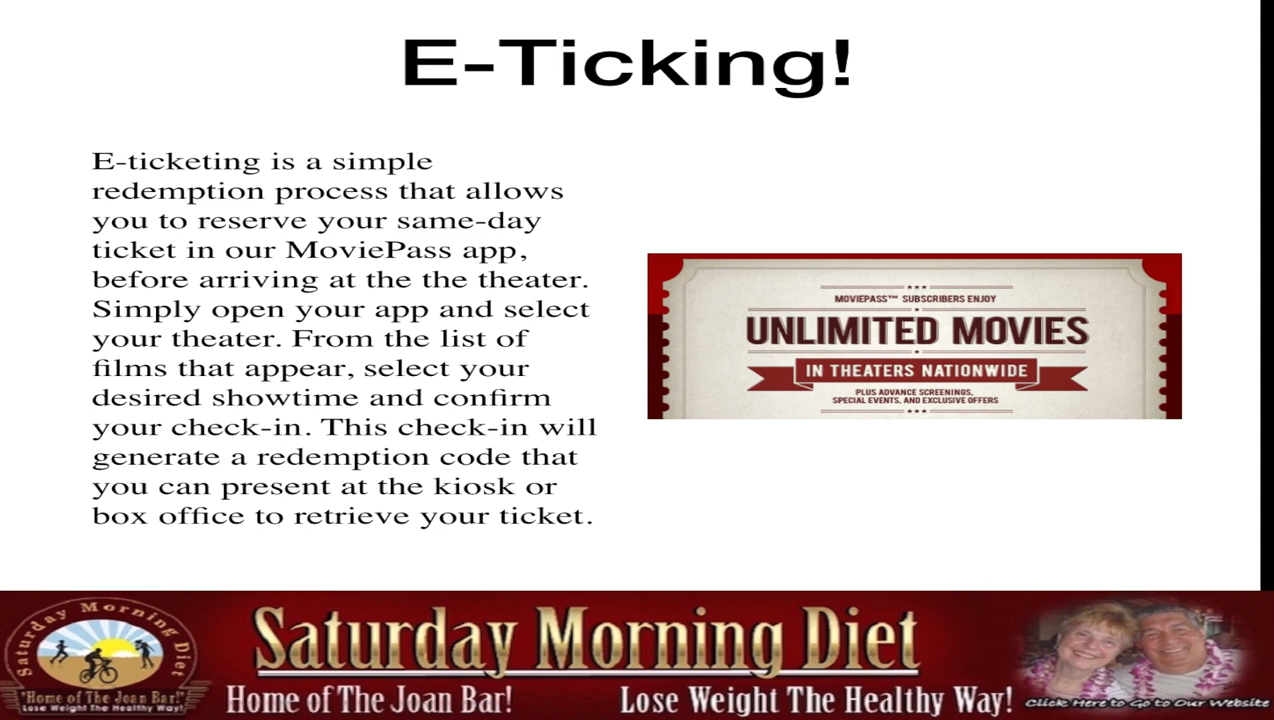 E-Ticking!
E-ticketing is a simple
redemption process that allows
you to reserve your same-day
ticket in our MoviePass app,
before arriving at the the theater.
Simply open your app and select
your theater. From the list of
films that appear, select your
desired showtime and confirm
your check-in. This check-in will
generate a redemption code that
you can present at the kiosk or
box office to retrieve your ticket.
MOVIEPASS™ SUBSCRIBERS ENJOY
UNLIMITED MOVIES
IN THEATERS NATIONWIDE
PLUS ADVANCE SCREENINGS,
SPECIAL EVENTS, AND EXCLUSIVE OFFERS
Saturday Morning Diet
"Home of The Joan Bar!"
Lose Weight The Healthy Way!
Saturday Morning Diet
Home of The Joan Bar! Lose Weight The Healthy Way!
Click Here to Go to Our Website